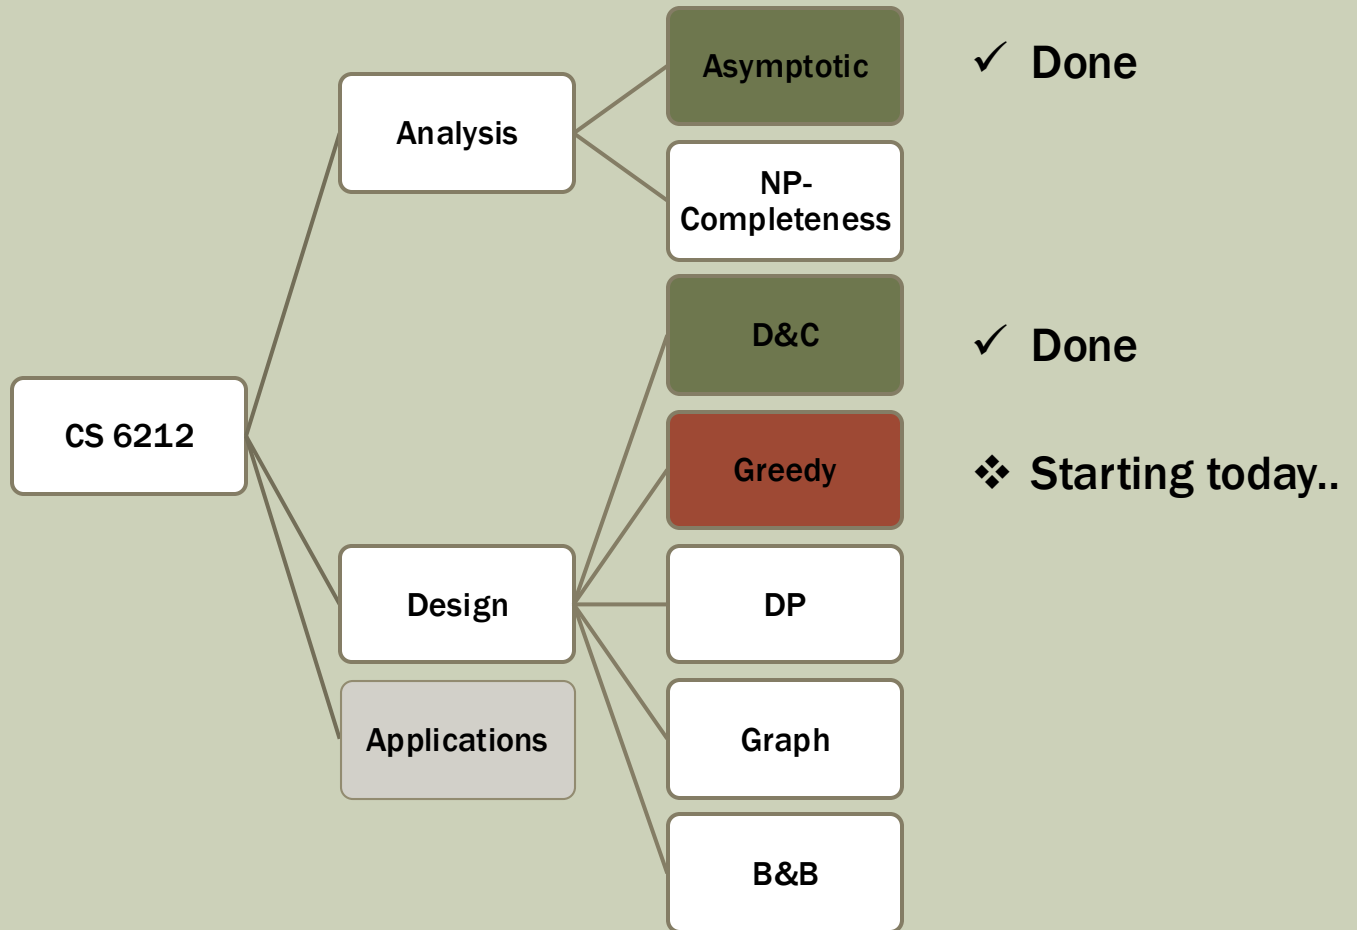 Asymptotic
✓ Done
Analysis
NP-
Completeness
D&C
✓ Done
CS 6212
Greedy
❖ Starting today..
Design
DP
Applications
Graph
B&B